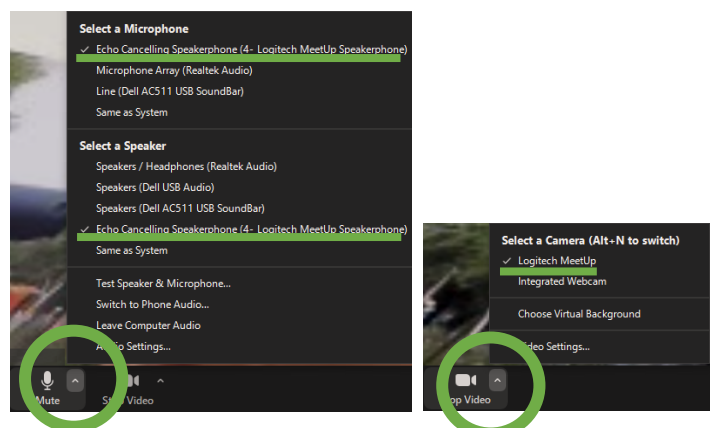 Select a Microphone
✓ Echo Cancelling Speakerphone (4- Logitech MeetUp Speakerphone)
Microphone Array (Realtek Audio)
Line (Dell AC511 USB SoundBar)
Same as System
Select a Speaker
Speakers / Headphones (Realtek Audio)
Speakers (Dell USB Audio)
Speakers (Dell AC511 USB SoundBar)
✓ Echo Cancelling Speakerphone (4- Logitech MeetUp Speakerphone)
Same as System
Test Speaker & Microphone...
Switch to Phone Audio...
Leave Computer Audio
Audio Settings...
Mute
Stop Video
Select a Camera (Alt+N to switch)
✓ Logitech MeetUp
Integrated Webcam
Choose Virtual Background
Video Settings...
Stop Video